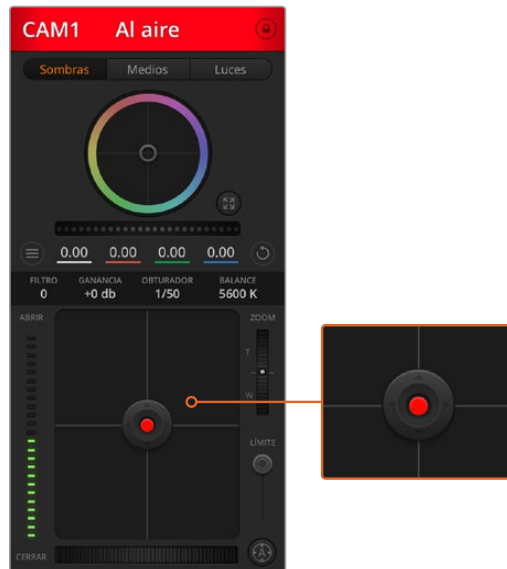 CAM1 Al aire
Sombras Medios Luces
0.00 0.00 0.00 0.00
FILTRO GANANCIA OBTURADOR BALANCE
0 +0 db 1/50 5600 K
ABRIR ZOOM
T
W
LÍMITE
CERRAR A